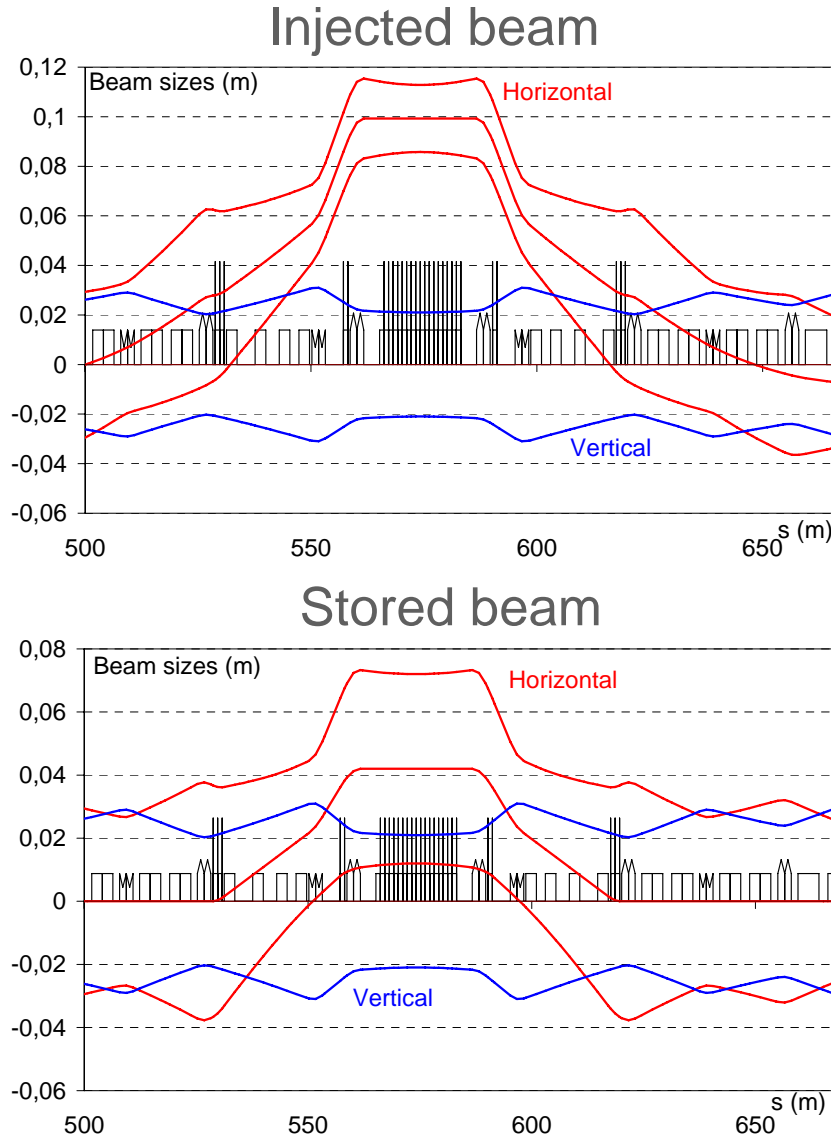 Injected beam
0,12
Beam sizes (m)
Horizontal
0,1
0,08
0,06
0,04
0,02
0
-0,02
Vertical
-0,04
-0,06
s (m)
500
550
600
650
Stored beam
0,08
Beam sizes (m)
Horizontal
0,06
0,04
0,02
0
-0,02
Vertical
-0,04
-0,06
s (m)
500
550
600
650